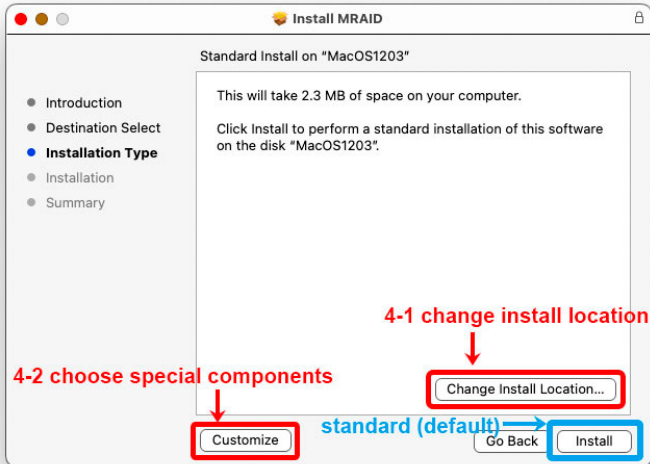 Install MRAID
Standard Install on “MacOS1203”
Introduction
Destination Select
Installation Type
Installation
Summary
This will take 2.3 MB of space on your computer.
Click Install to perform a standard installation of this software
on the disk “MacOS1203”.
4-1 change install location
Change Install Location...
4-2 choose special components
standard (default)
Customize
Go Back
Install